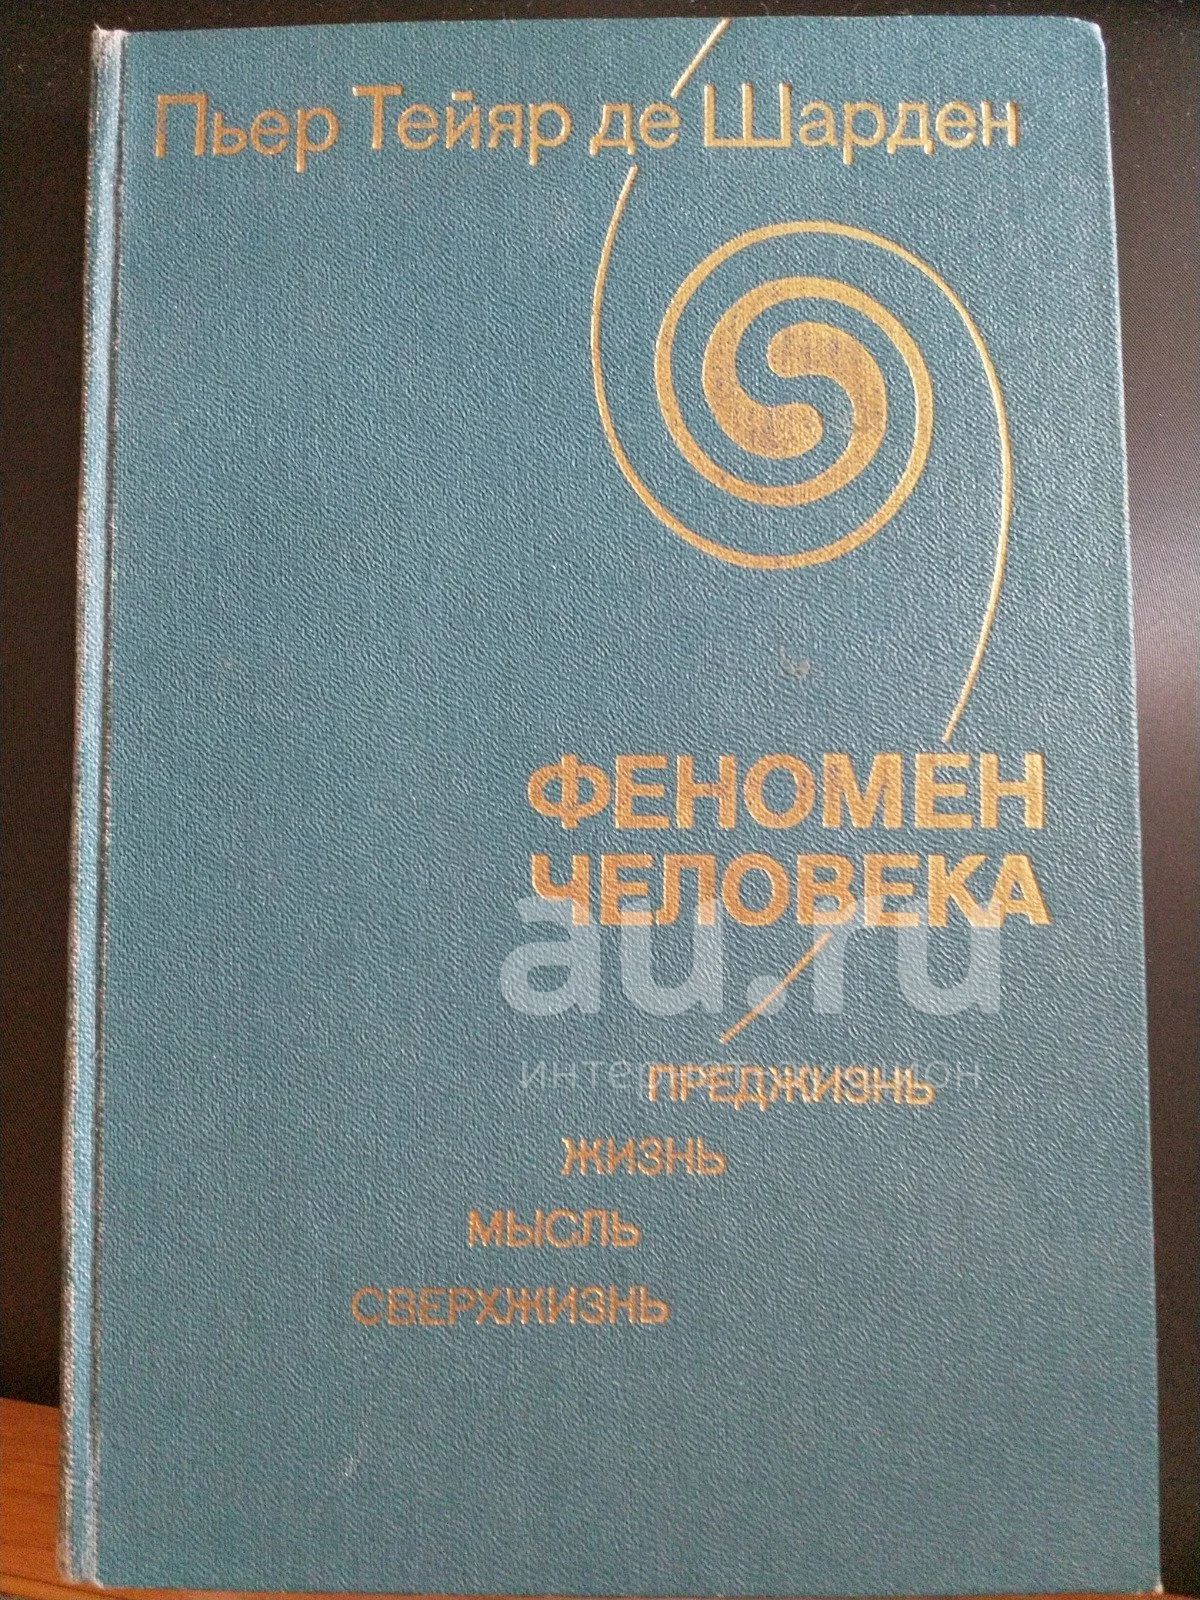 Пьер Тейяр де Шарден
ФЕНОМЕН
ЧЕЛОВЕКА
au.ru
ПРЕДЖИЗНЬ
ЖИЗНЬ
МЫСЛЬ
СВЕРХЖИЗНЬ